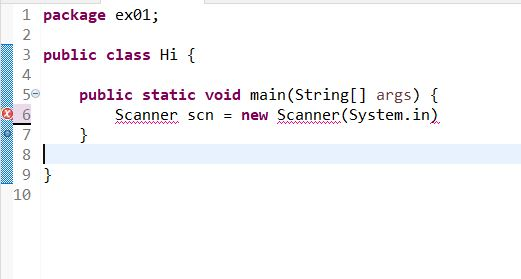 1 package ex01;
2
3 public class Hi {
4
5 public static void main(String[] args) {
6 Scanner scn = new Scanner(System.in)
7 }
8
9 }
10